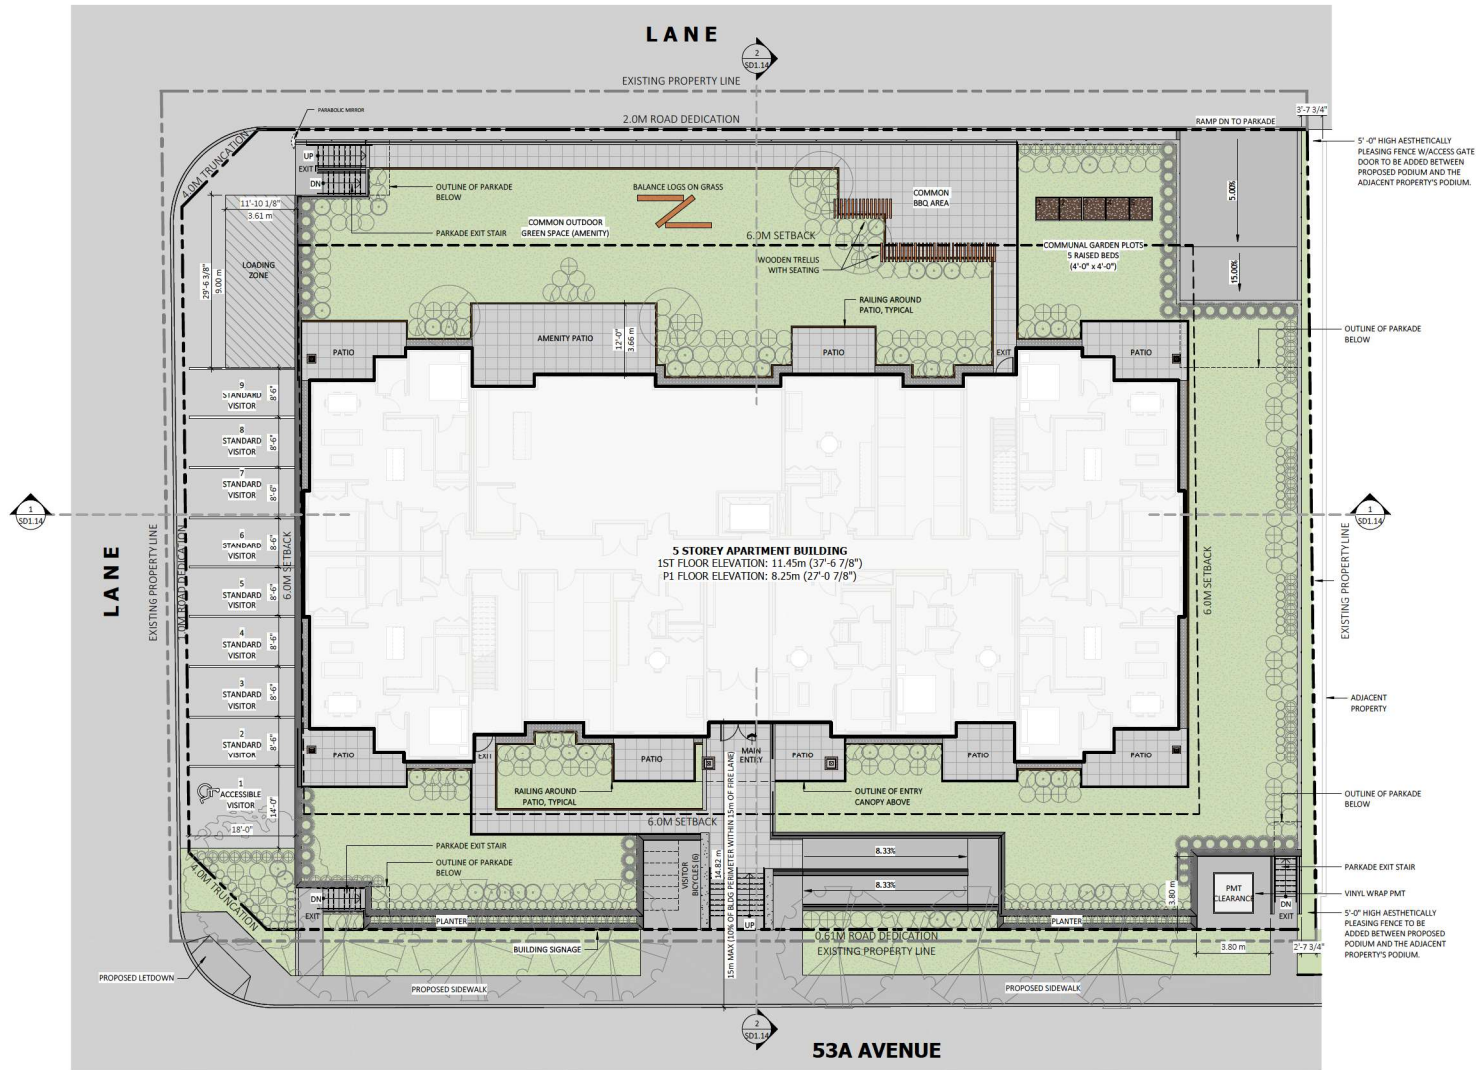 LANE
2
SD1.14
EXISTING PROPERTY LINE
PARABOLIC MIRROR
2.0M ROAD DEDICATION
RAMP DN TO PARKADE
3'-7 3/4"
5' -0" HIGH AESTHETICALLY
PLEASING FENCE W/ACCESS GATE
DOOR TO BE ADDED BETWEEN
PROPOSED PODIUM AND THE
ADJACENT PROPERTY'S PODIUM.
4.0M TRUNCATION
UP
EXIT
DN
OUTLINE OF PARKADE
BELOW
BALANCE LOGS ON GRASS
COMMON
BBQ AREA
5.00%
11'-10 1/8"
3.61 m
COMMON OUTDOOR
GREEN SPACE (AMENITY)
PARKADE EXIT STAIR
6.0M SETBACK
COMMUNAL GARDEN PLOTS
5 RAISED BEDS
(4'-0" x 4'-0")
LOADING
ZONE
29'-6 3/8"
9.00 m
WOODEN TRELLIS
WITH SEATING
15.00%
RAILING AROUND
PATIO, TYPICAL
OUTLINE OF PARKADE
BELOW
PATIO
AMENITY PATIO
12'-0"
3.66 m
PATIO
EXIT
PATIO
9
STANDARD
VISITOR
8'-6"
8
STANDARD
VISITOR
8'-6"
7
STANDARD
VISITOR
8'-6"
1
SD1.14
1
SD1.14
6
STANDARD
VISITOR
8'-6"
5
STANDARD
VISITOR
8'-6"
4
STANDARD
VISITOR
8'-6"
3
STANDARD
VISITOR
8'-6"
2
STANDARD
VISITOR
8'-6"
1
ACCESSIBLE
VISITOR
14'-0"
18'-0"
LANE
EXISTING PROPERTY LINE
ROAD DEDICATION
6.0M SETBACK
5 STOREY APARTMENT BUILDING
1ST FLOOR ELEVATION: 11.45m (37'-6 7/8")
P1 FLOOR ELEVATION: 8.25m (27'-0 7/8")
6.0M SETBACK
EXISTING PROPERTY LINE
ADJACENT
PROPERTY
PATIO
EXIT
PATIO
MAIN
ENTRY
PATIO
PATIO
PATIO
RAILING AROUND
PATIO, TYPICAL
OUTLINE OF ENTRY
CANOPY ABOVE
OUTLINE OF PARKADE
BELOW
6.0M SETBACK
15m MAX (10% OF BLDG PERIMETER WITHIN 15m OF FIRE LANE)
14.82 m
VISITOR
BICYCLES (6)
PARKADE EXIT STAIR
OUTLINE OF PARKADE
BELOW
8.33%
8.33%
PARKADE EXIT STAIR
4.0M TRUNCATION
DN
EXIT
PLANTER
UP
PLANTER
3.80 m
PMT
CLEARANCE
VINYL WRAP PMT
DN
EXIT
5'-0" HIGH AESTHETICALLY
PLEASING FENCE TO BE
ADDED BETWEEN PROPOSED
PODIUM AND THE ADJACENT
PROPERTY'S PODIUM.
BUILDING SIGNAGE
0.61M ROAD DEDICATION
EXISTING PROPERTY LINE
3.80 m
2'-7 3/4"
PROPOSED LETDOWN
PROPOSED SIDEWALK
PROPOSED SIDEWALK
2
SD1.14
53A AVENUE